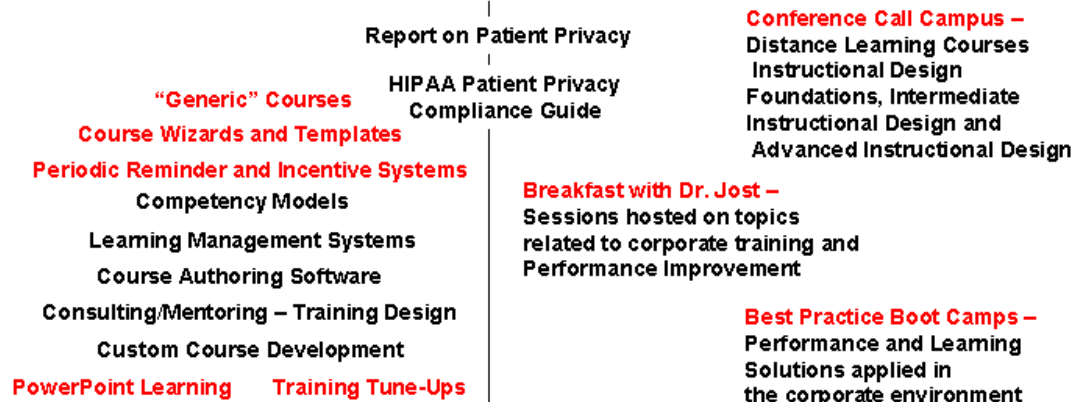 Report on Patient Privacy
HIPAA Patient Privacy
Compliance Guide
“Generic” Courses
Course Wizards and Templates
Periodic Reminder and Incentive Systems
Competency Models
Learning Management Systems
Course Authoring Software
Consulting/Mentoring – Training Design
Custom Course Development
PowerPoint Learning
Training Tune-Ups
Conference Call Campus –
Distance Learning Courses
Instructional Design
Foundations, Intermediate
Instructional Design and
Advanced Instructional Design
Breakfast with Dr. Jost –
Sessions hosted on topics
related to corporate training and
Performance Improvement
Best Practice Boot Camps –
Performance and Learning
Solutions applied in
the corporate environment